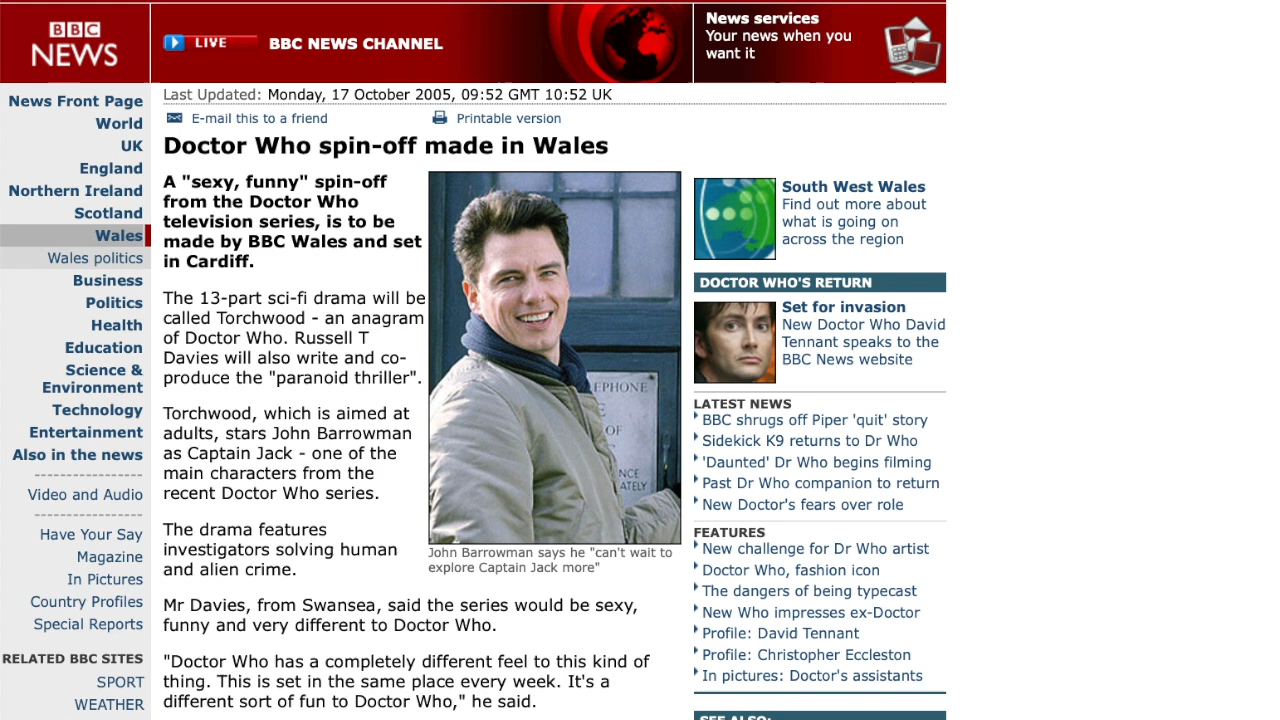 BBC
NEWS
LIVE
BBC NEWS CHANNEL
News services
Your news when you
want it
News Front Page
World
UK
England
Northern Ireland
Scotland
Wales
Wales politics
Business
Politics
Health
Education
Science &
Environment
Technology
Entertainment
Also in the news
Video and Audio
Have Your Say
Magazine
In Pictures
Country Profiles
Special Reports
RELATED BBC SITES
SPORT
WEATHER
Last Updated: Monday, 17 October 2005, 09:52 GMT 10:52 UK
E-mail this to a friend
Printable version
Doctor Who spin-off made in Wales
A "sexy, funny" spin-off
from the Doctor Who
television series, is to be
made by BBC Wales and set
in Cardiff.
The 13-part sci-fi drama will be
called Torchwood - an anagram
of Doctor Who. Russell T
Davies will also write and co-
produce the "paranoid thriller".
Torchwood, which is aimed at
adults, stars John Barrowman
as Captain Jack - one of the
main characters from the
recent Doctor Who series.
The drama features
investigators solving human
and alien crime.
EPHONE
OF
NCE
ATELY
John Barrowman says he "can't wait to
explore Captain Jack more"
Mr Davies, from Swansea, said the series would be sexy,
funny and very different to Doctor Who.
"Doctor Who has a completely different feel to this kind of
thing. This is set in the same place every week. It's a
different sort of fun to Doctor Who," he said.
South West Wales
Find out more about
what is going on
across the region
DOCTOR WHO'S RETURN
Set for invasion
New Doctor Who David
Tennant speaks to the
BBC News website
LATEST NEWS
BBC shrugs off Piper 'quit' story
Sidekick K9 returns to Dr Who
'Daunted' Dr Who begins filming
Past Dr Who companion to return
New Doctor's fears over role
FEATURES
New challenge for Dr Who artist
Doctor Who, fashion icon
The dangers of being typecast
New Who impresses ex-Doctor
Profile: David Tennant
Profile: Christopher Eccleston
In pictures: Doctor's assistants
SEE ALSO: